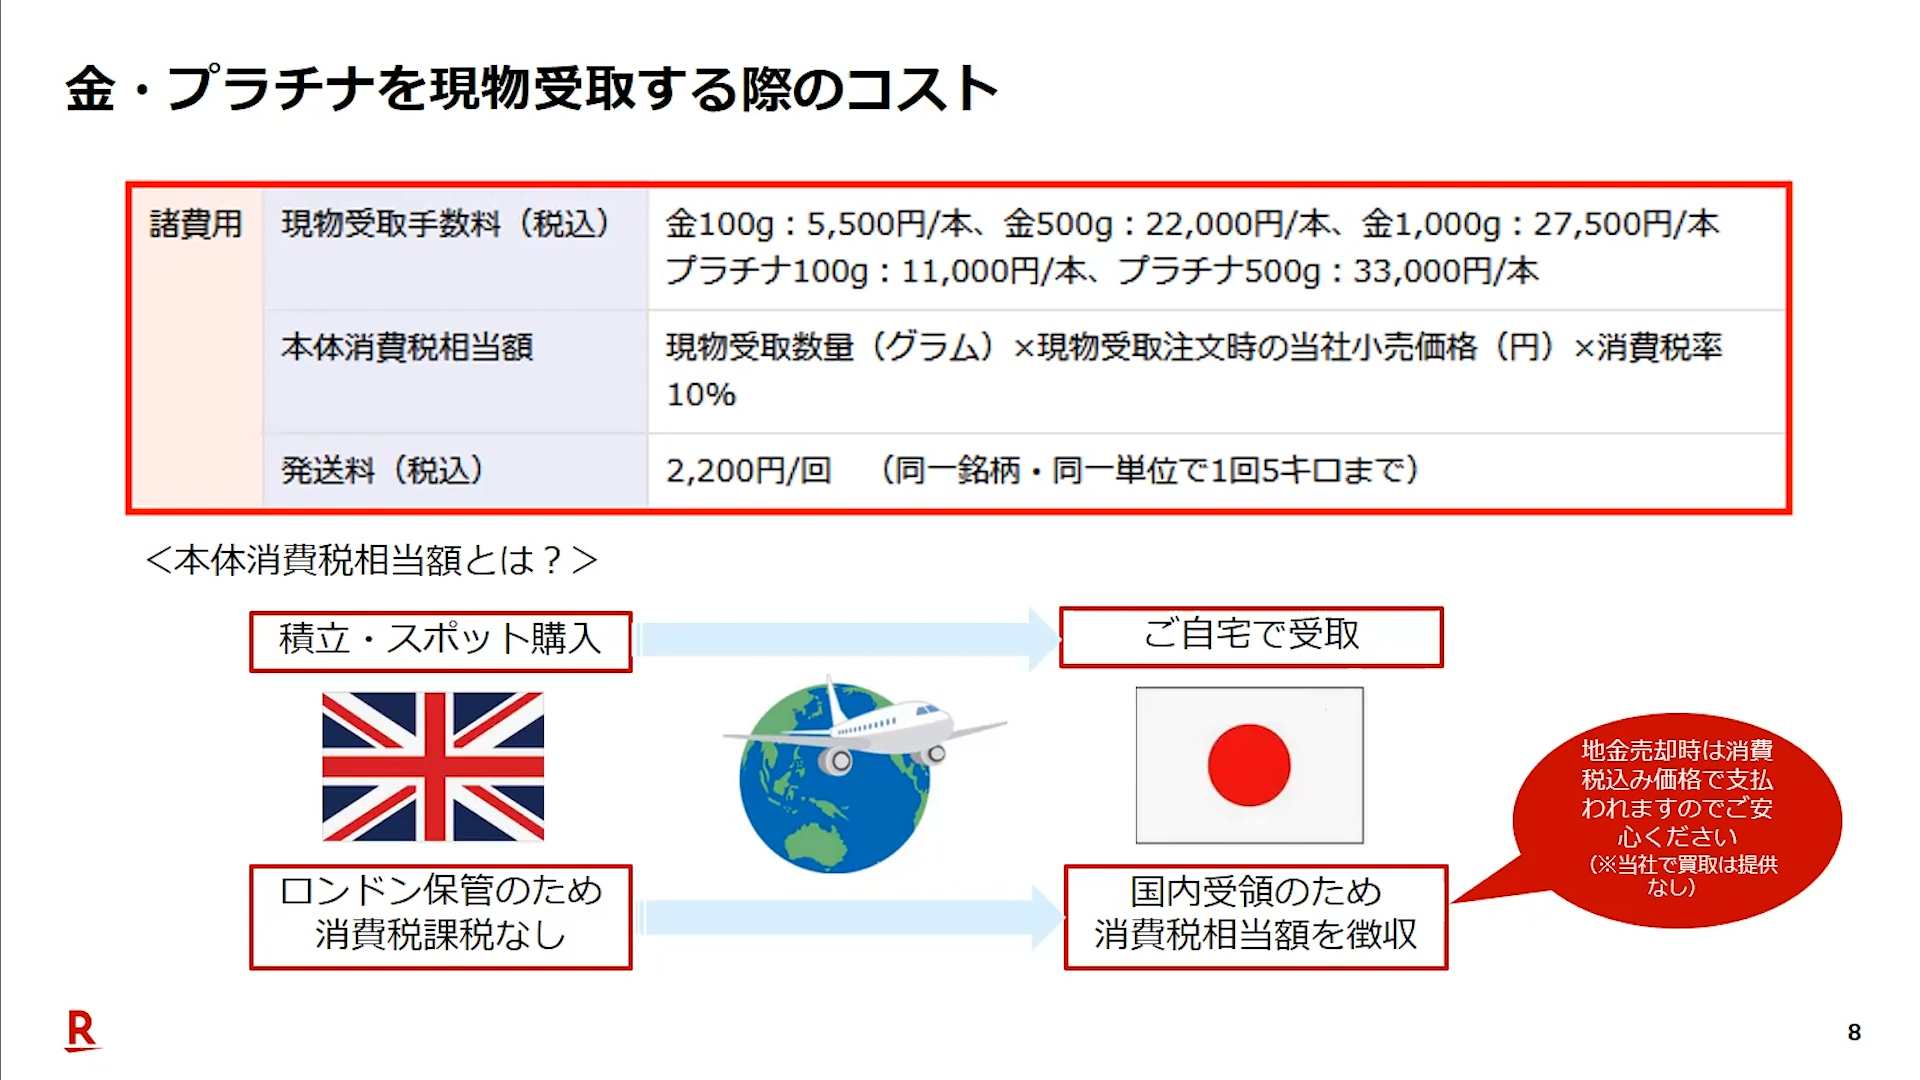 金・プラチナを現物受取する際のコスト
諸費用
現物受取手数料（税込）
金100g：5,500円/本、金500g：22,000円/本、金1,000g：27,500円/本
プラチナ100g：11,000円/本、プラチナ500g：33,000円/本
本体消費税相当額
現物受取数量（グラム）×現物受取注文時の当社小売価格（円）×消費税率
10%
発送料（税込）
2,200円/回　（同一銘柄・同一単位で1回5キロまで）
＜本体消費税相当額とは？＞
積立・スポット購入
ご自宅で受取
ロンドン保管のため
消費税課税なし
国内受領のため
消費税相当額を徴収
地金売却時は消費
税込み価格で支払
われますのでご安
心ください
（※当社で買取は提供
なし）
R
8